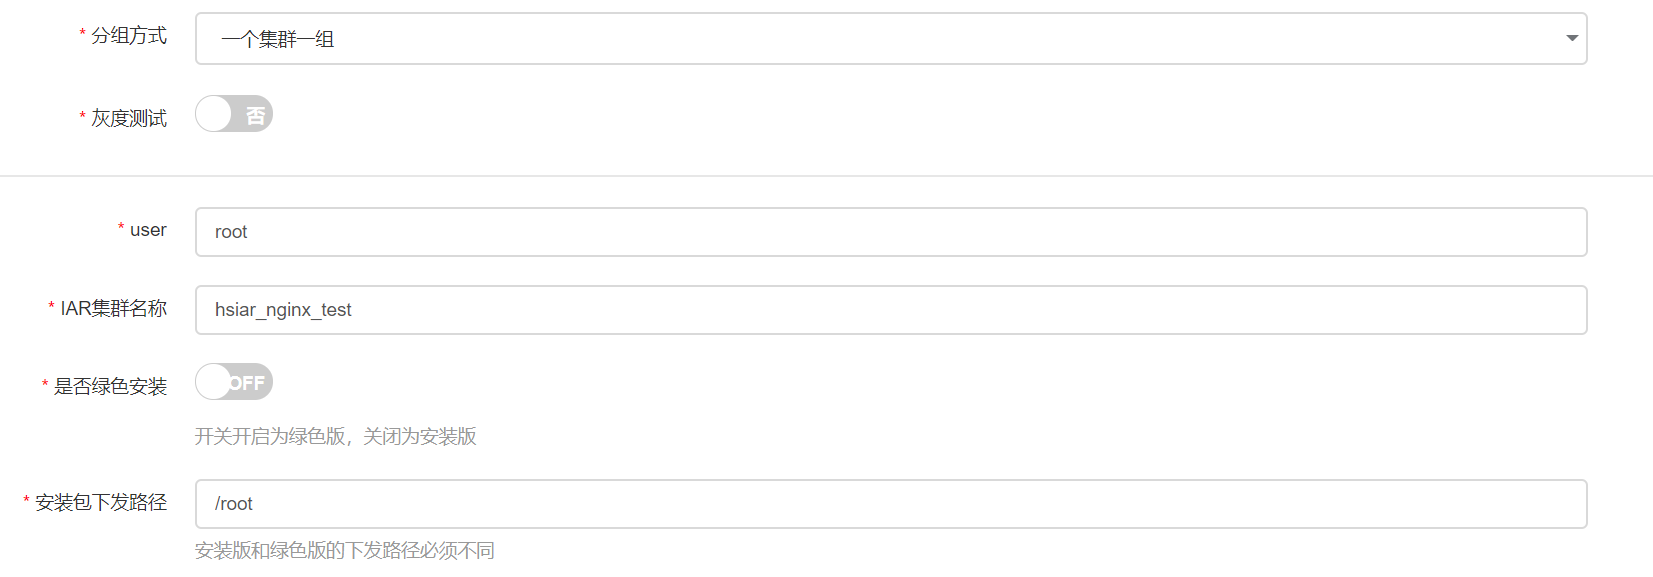 * 分组方式 一个集群一组
* 灰度测试 否
* user root
* IAR集群名称 hsiar_nginx_test
* 是否绿色安装 OFF
开关开启为绿色版，关闭为安装版
* 安装包下发路径 /root
安装版和绿色版的下发路径必须不同